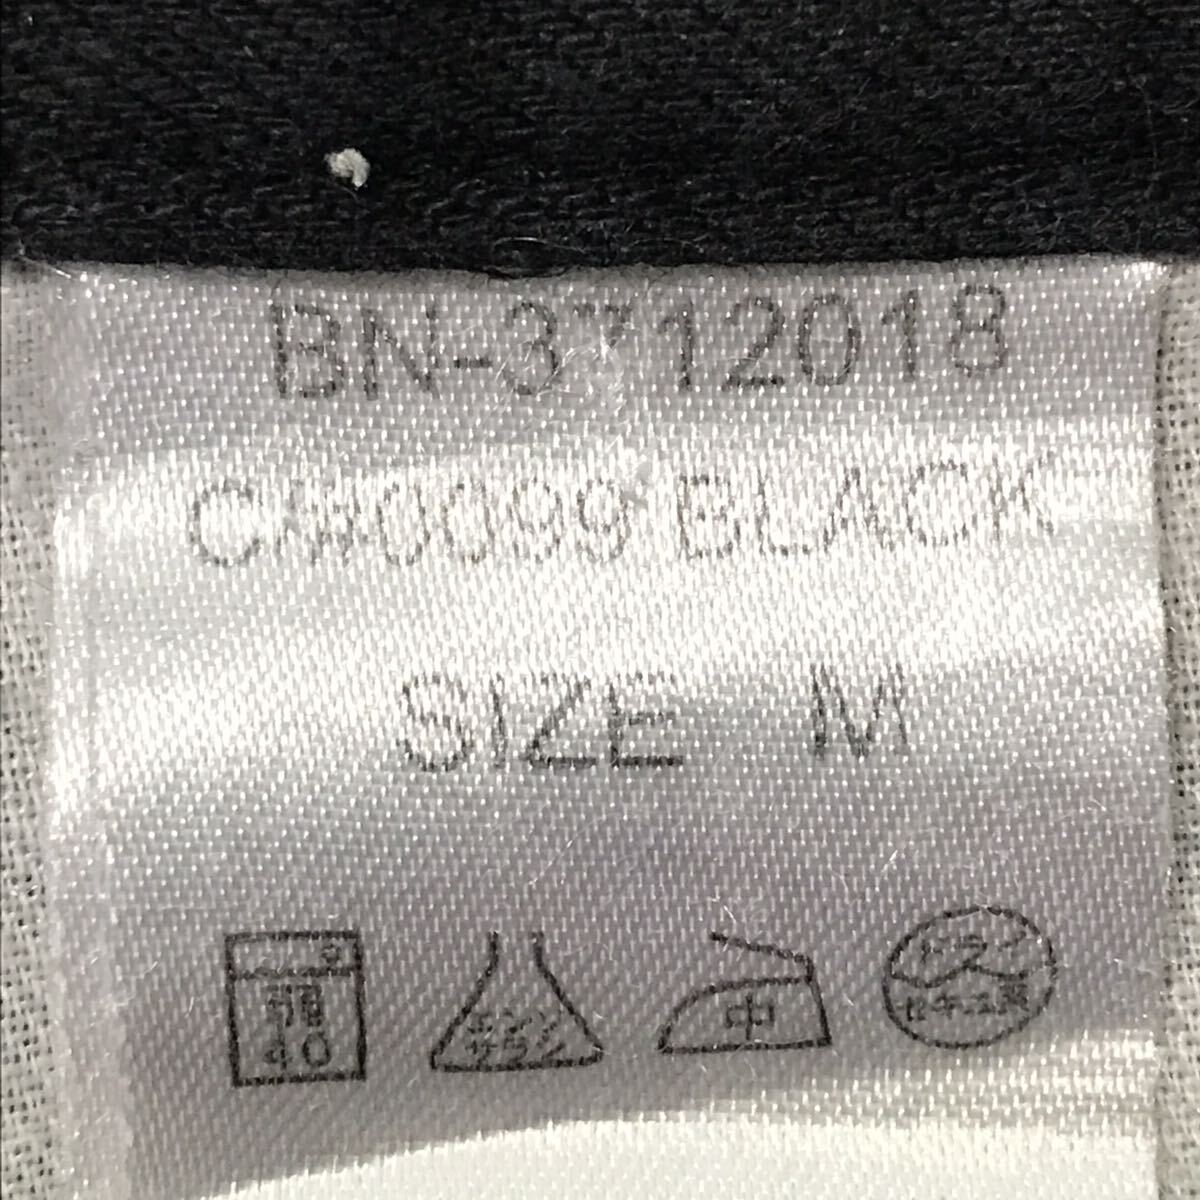 BN-3712018
C#0099 BLACK
SIZE M
弱 40 エンソ サラシ 中 ドライ セキユ系